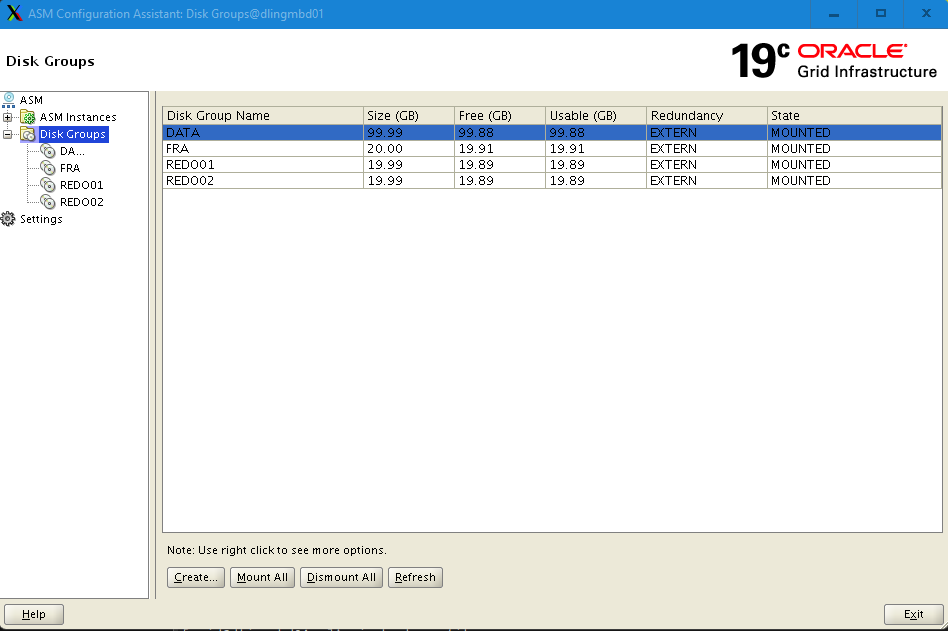 ASM Configuration Assistant: Disk Groups@dlingmbd01
Disk Groups
19c ORACLE
Grid Infrastructure
ASM
ASM Instances
Disk Groups
DA...
FRA
REDO01
REDO02
Settings
Disk Group Name Size (GB) Free (GB) Usable (GB) Redundancy State
DATA 99.99 99.88 99.88 EXTERN MOUNTED
FRA 20.00 19.91 19.91 EXTERN MOUNTED
REDO01 19.99 19.89 19.89 EXTERN MOUNTED
REDO02 19.99 19.89 19.89 EXTERN MOUNTED
Note: Use right click to see more options.
Create... Mount All Dismount All Refresh
Help Exit